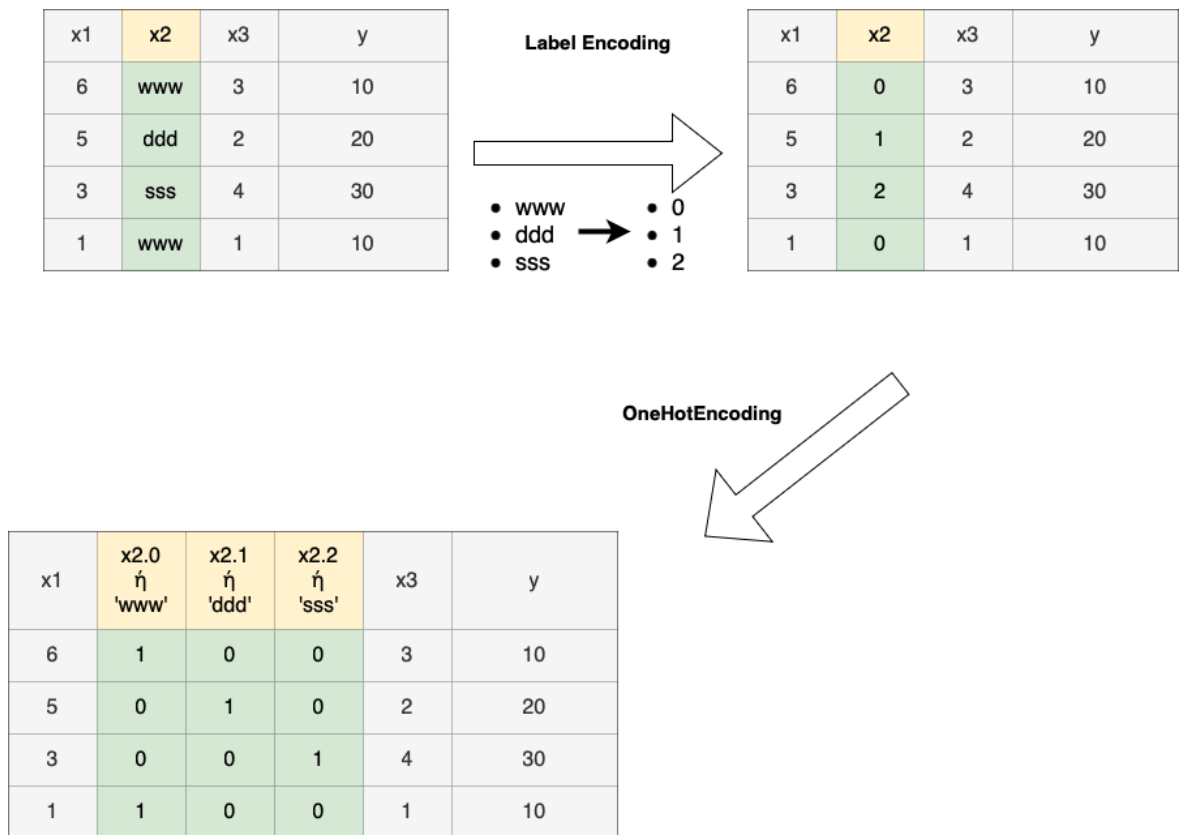 x1 x2 x3 y
6 www 3 10
5 ddd 2 20
3 sss 4 30
1 www 1 10
Label Encoding
• www
• ddd
• sss
• 0
• 1
• 2
x1 x2 x3 y
6 0 3 10
5 1 2 20
3 2 4 30
1 0 1 10
OneHotEncoding
x1 x2.0 ή 'www' x2.1 ή 'ddd' x2.2 ή 'sss' x3 y
6 1 0 0 3 10
5 0 1 0 2 20
3 0 0 1 4 30
1 1 0 0 1 10